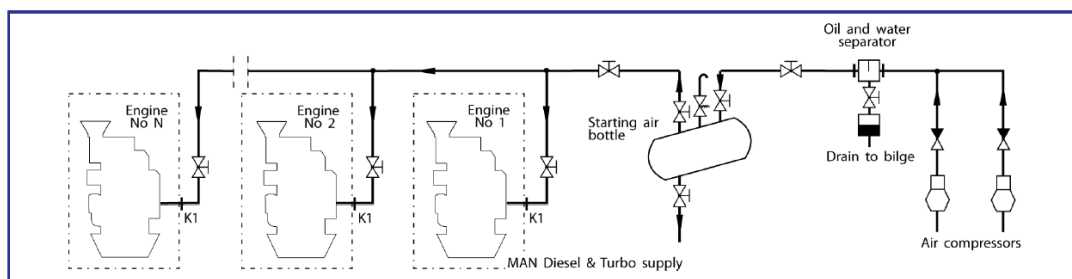 Oil and water
separator
Engine
No N
Engine
No 2
Engine
No 1
Starting air
bottle
Drain to bilge
K1
K1
K1
Air compressors
MAN Diesel & Turbo supply